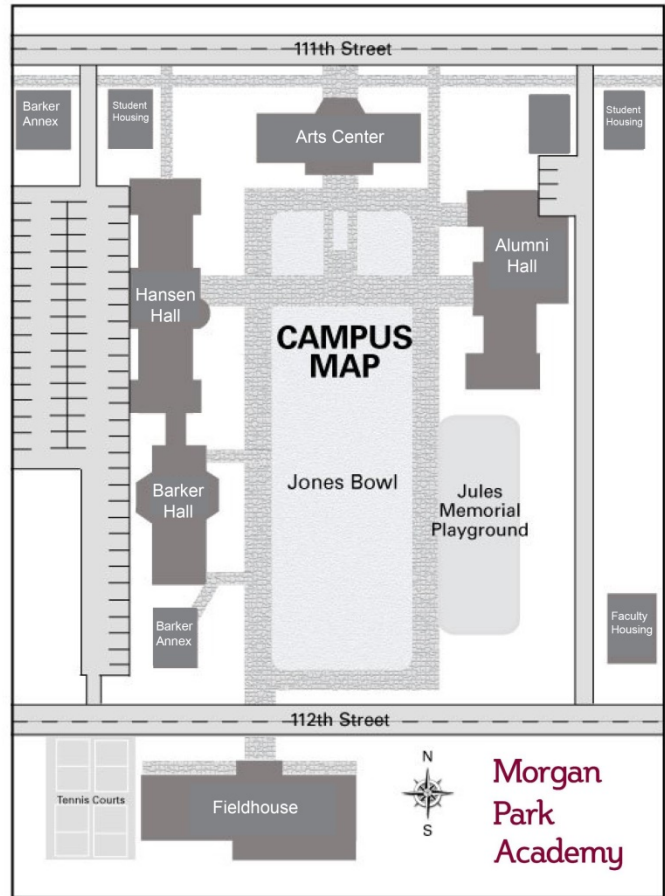 111th Street
Barker
Annex
Student
Housing
Arts Center
Student
Housing
Alumni
Hall
Hansen
Hall
CAMPUS
MAP
Jones Bowl
Jules
Memorial
Playground
Barker
Hall
Barker
Annex
Faculty
Housing
112th Street
Tennis Courts
Fieldhouse
N
S
Morgan
Park
Academy